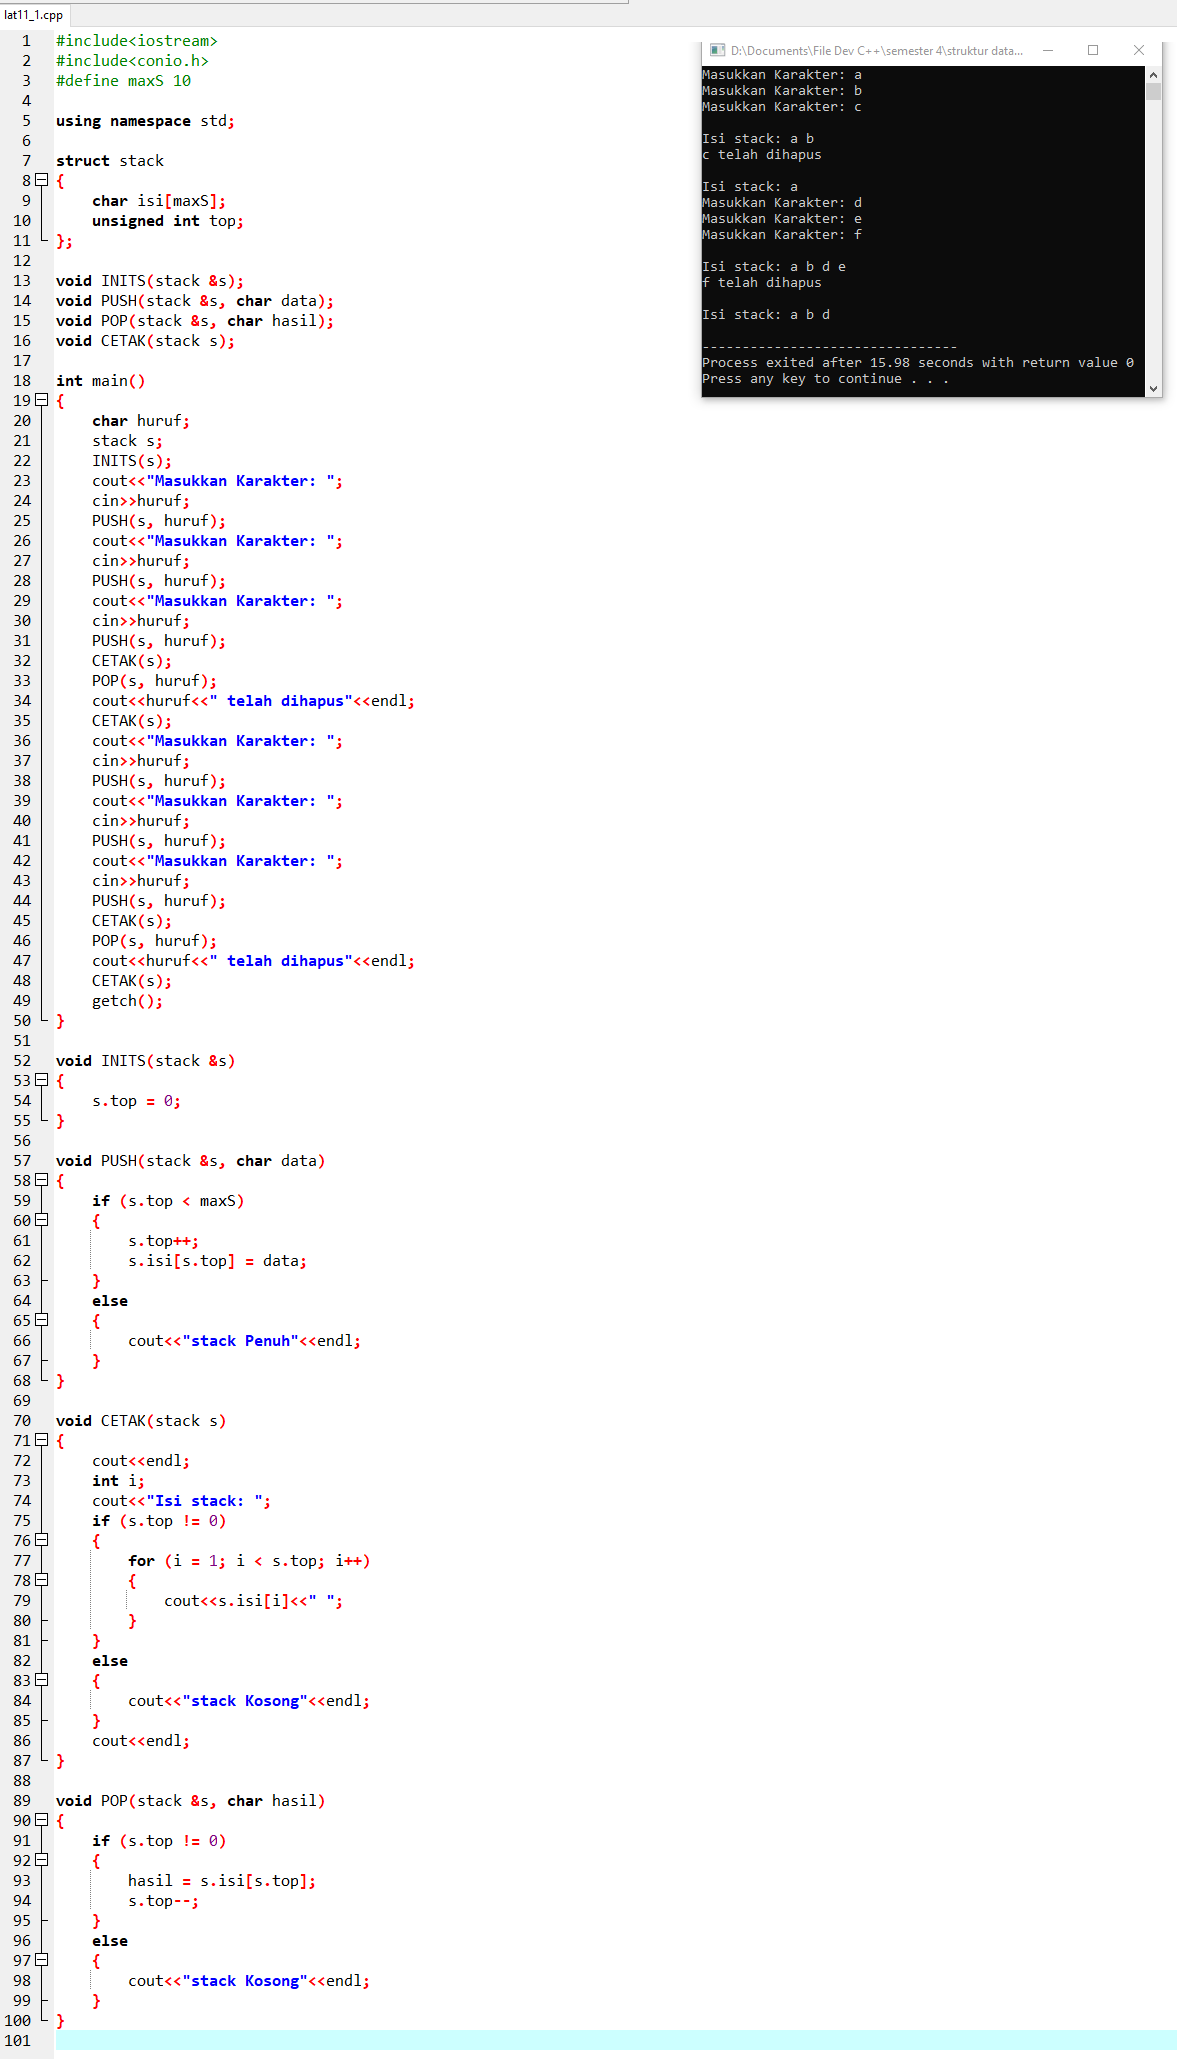 lat11_1.cpp
1 #include<iostream>
2 #include<conio.h>
3 #define maxS 10
4
5 using namespace std;
6
7 struct stack
8 {
9 char isi[maxS];
10 unsigned int top;
11 };
12
13 void INITS(stack &s);
14 void PUSH(stack &s, char data);
15 void POP(stack &s, char hasil);
16 void CETAK(stack s);
17
18 int main()
19 {
20 char huruf;
21 stack s;
22 INITS(s);
23 cout<<"Masukkan Karakter: ";
24 cin>>huruf;
25 PUSH(s, huruf);
26 cout<<"Masukkan Karakter: ";
27 cin>>huruf;
28 PUSH(s, huruf);
29 cout<<"Masukkan Karakter: ";
30 cin>>huruf;
31 PUSH(s, huruf);
32 CETAK(s);
33 POP(s, huruf);
34 cout<<huruf<<" telah dihapus"<<endl;
35 CETAK(s);
36 cout<<"Masukkan Karakter: ";
37 cin>>huruf;
38 PUSH(s, huruf);
39 cout<<"Masukkan Karakter: ";
40 cin>>huruf;
41 PUSH(s, huruf);
42 cout<<"Masukkan Karakter: ";
43 cin>>huruf;
44 PUSH(s, huruf);
45 CETAK(s);
46 POP(s, huruf);
47 cout<<huruf<<" telah dihapus"<<endl;
48 CETAK(s);
49 getch();
50 }
51
52 void INITS(stack &s)
53 {
54 s.top = 0;
55 }
56
57 void PUSH(stack &s, char data)
58 {
59 if (s.top < maxS)
60 {
61 s.top++;
62 s.isi[s.top] = data;
63 }
64 else
65 {
66 cout<<"stack Penuh"<<endl;
67 }
68 }
69
70 void CETAK(stack s)
71 {
72 cout<<endl;
73 int i;
74 cout<<"Isi stack: ";
75 if (s.top != 0)
76 {
77 for (i = 1; i < s.top; i++)
78 {
79 cout<<s.isi[i]<<" ";
80 }
81 }
82 else
83 {
84 cout<<"stack Kosong"<<endl;
85 }
86 cout<<endl;
87 }
88
89 void POP(stack &s, char hasil)
90 {
91 if (s.top != 0)
92 {
93 hasil = s.isi[s.top];
94 s.top--;
95 }
96 else
97 {
98 cout<<"stack Kosong"<<endl;
99 }
100 }
101
D:\Documents\File Dev C++\semester 4\struktur data...
Masukkan Karakter: a
Masukkan Karakter: b
Masukkan Karakter: c
Isi stack: a b
c telah dihapus
Isi stack: a
Masukkan Karakter: d
Masukkan Karakter: e
Masukkan Karakter: f
Isi stack: a b d e
f telah dihapus
Isi stack: a b d
--------------------------------
Process exited after 15.98 seconds with return value 0
Press any key to continue . . .